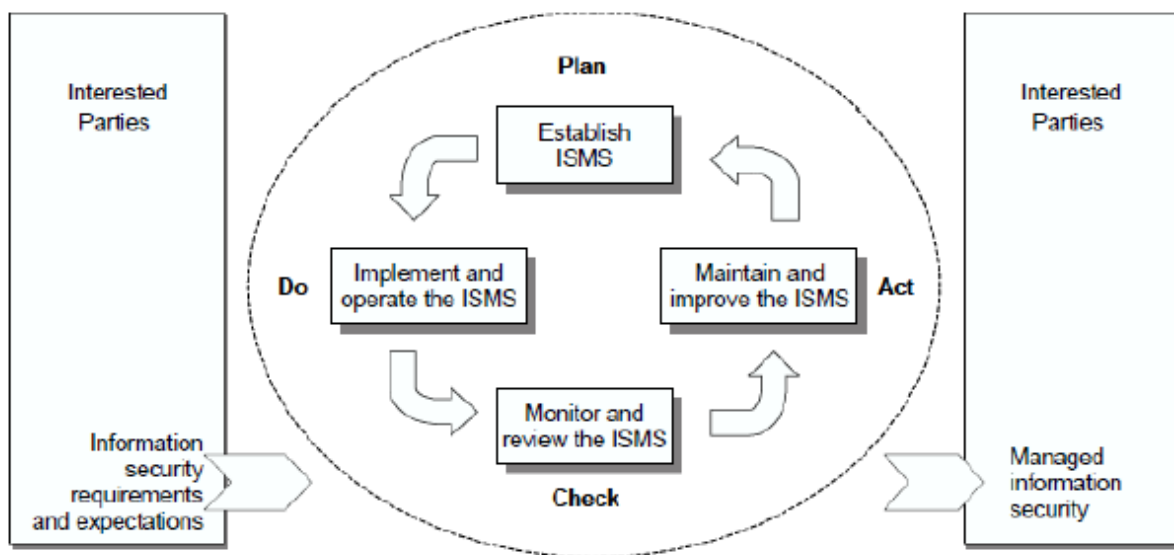 Interested
Parties
Information
security
requirements
and expectations
Plan
Establish
ISMS
Do
Implement and
operate the ISMS
Maintain and
improve the ISMS
Act
Monitor and
review the ISMS
Check
Interested
Parties
Managed
information
security